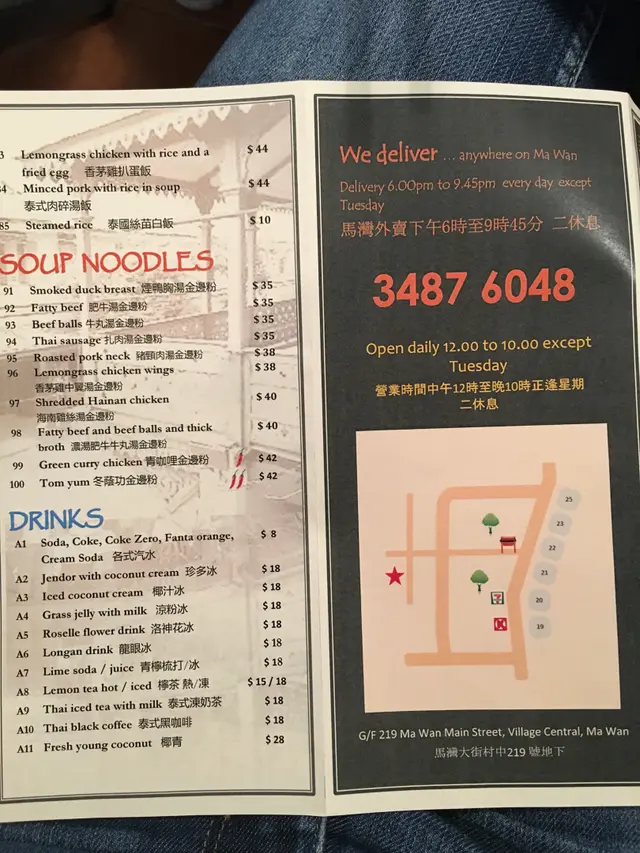 3 Lemongrass chicken with rice and a $ 44
fried egg 香茅雞扒蛋飯
84 Minced pork with rice in soup $ 44
泰式肉碎湯飯
85 Steamed rice 泰國絲苗白飯 $ 10
SOUP NOODLES
91 Smoked duck breast 煙鴨胸湯金邊粉 $ 35
92 Fatty beef 肥牛湯金邊粉 $ 35
93 Beef balls 牛丸湯金邊粉 $ 35
94 Thai sausage 扎肉湯金邊粉 $ 35
95 Roasted pork neck 豬頸肉湯金邊粉 $ 38
96 Lemongrass chicken wings $ 38
香茅雞中翼湯金邊粉
97 Shredded Hainan chicken $ 40
海南雞絲湯金邊粉
98 Fatty beef and beef balls and thick $ 40
broth 濃湯肥牛牛丸湯金邊粉
99 Green curry chicken 青咖哩金邊粉 $ 42
100 Tom yum 冬蔭功金邊粉 $ 42
DRINKS
A1 Soda, Coke, Coke Zero, Fanta orange, $ 8
Cream Soda 各式汽水
A2 Jendor with coconut cream 珍多冰 $ 18
A3 Iced coconut cream 椰汁冰 $ 18
A4 Grass jelly with milk 涼粉冰 $ 18
A5 Roselle flower drink 洛神花冰 $ 18
A6 Longan drink 龍眼冰 $ 18
A7 Lime soda / juice 青檸梳打/冰 $ 18
A8 Lemon tea hot / iced 檸茶 熱/凍 $ 15 / 18
A9 Thai iced tea with milk 泰式凍奶茶 $ 18
A10 Thai black coffee 泰式黑咖啡 $ 18
A11 Fresh young coconut 椰青 $ 28
We deliver ... anywhere on Ma Wan
Delivery 6.00pm to 9.45pm every day except
Tuesday
馬灣外賣下午6時至9時45分 二休息
3487 6048
Open daily 12.00 to 10.00 except
Tuesday
營業時間中午12時至晚10時正逢星期
二休息
25
23
22
21
20
19
7
K
G/F 219 Ma Wan Main Street, Village Central, Ma Wan
馬灣大街村中219 號地下